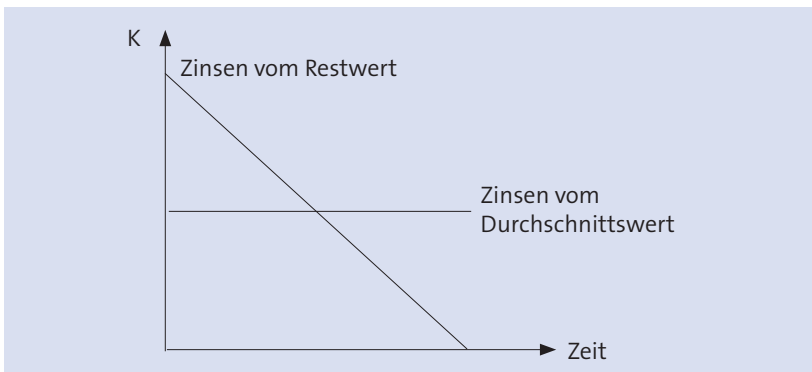 K
Zinsen vom Restwert
Zinsen vom
Durchschnittswert
Zeit